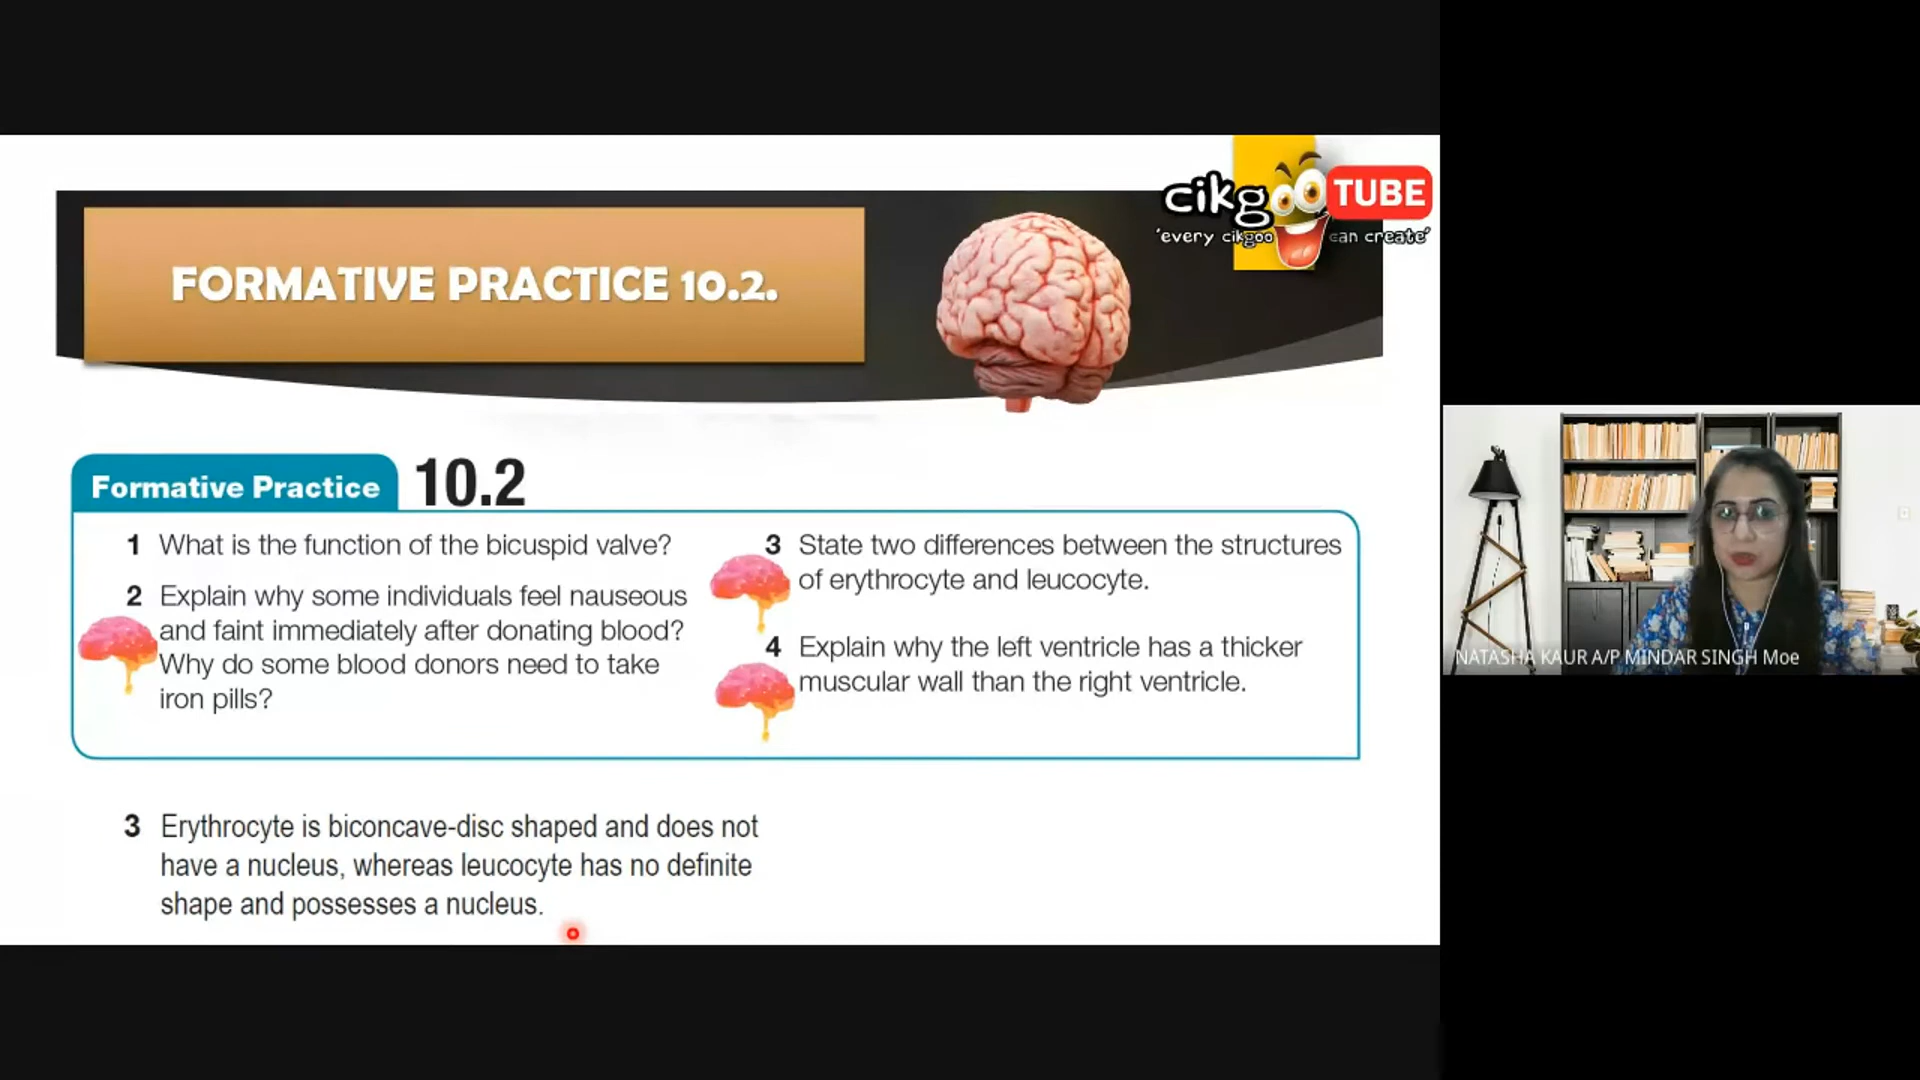 cikgoo TUBE
'every cikgoo can create'
FORMATIVE PRACTICE 10.2.
Formative Practice 10.2
1 What is the function of the bicuspid valve?
2 Explain why some individuals feel nauseous
and faint immediately after donating blood?
Why do some blood donors need to take
iron pills?
3 State two differences between the structures
of erythrocyte and leucocyte.
4 Explain why the left ventricle has a thicker
muscular wall than the right ventricle.
3 Erythrocyte is biconcave-disc shaped and does not
have a nucleus, whereas leucocyte has no definite
shape and possesses a nucleus.
NATASHA KAUR A/P MINDAR SINGH Moe